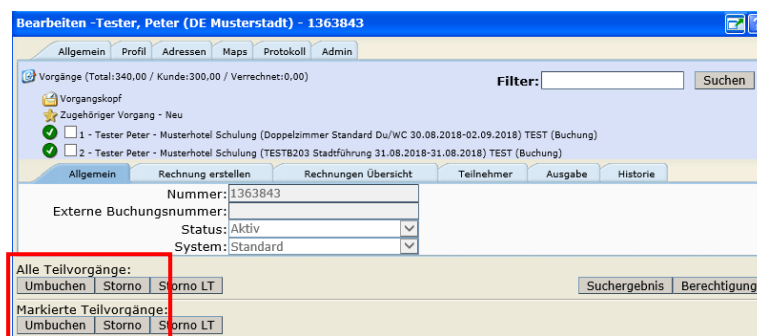 Bearbeiten -Tester, Peter (DE Musterstadt) - 1363843
Allgemein Profil Adressen Maps Protokoll Admin
Vorgänge (Total:340,00 / Kunde:300,00 / Verrechnet:0,00) Filter: Suchen
Vorgangskopf
Zugehöriger Vorgang - Neu
1 - Tester Peter - Musterhotel Schulung (Doppelzimmer Standard Du/WC 30.08.2018-02.09.2018) TEST (Buchung)
2 - Tester Peter - Musterhotel Schulung (TESTB203 Stadtführung 31.08.2018-31.08.2018) TEST (Buchung)
Allgemein Rechnung erstellen Rechnungen Übersicht Teilnehmer Ausgabe Historie
Nummer: 1363843
Externe Buchungsnummer:
Status: Aktiv
System: Standard
Alle Teilvorgänge:
Umbuchen Storno Storno LT Suchergebnis Berechtigung
Markierte Teilvorgänge:
Umbuchen Storno Storno LT